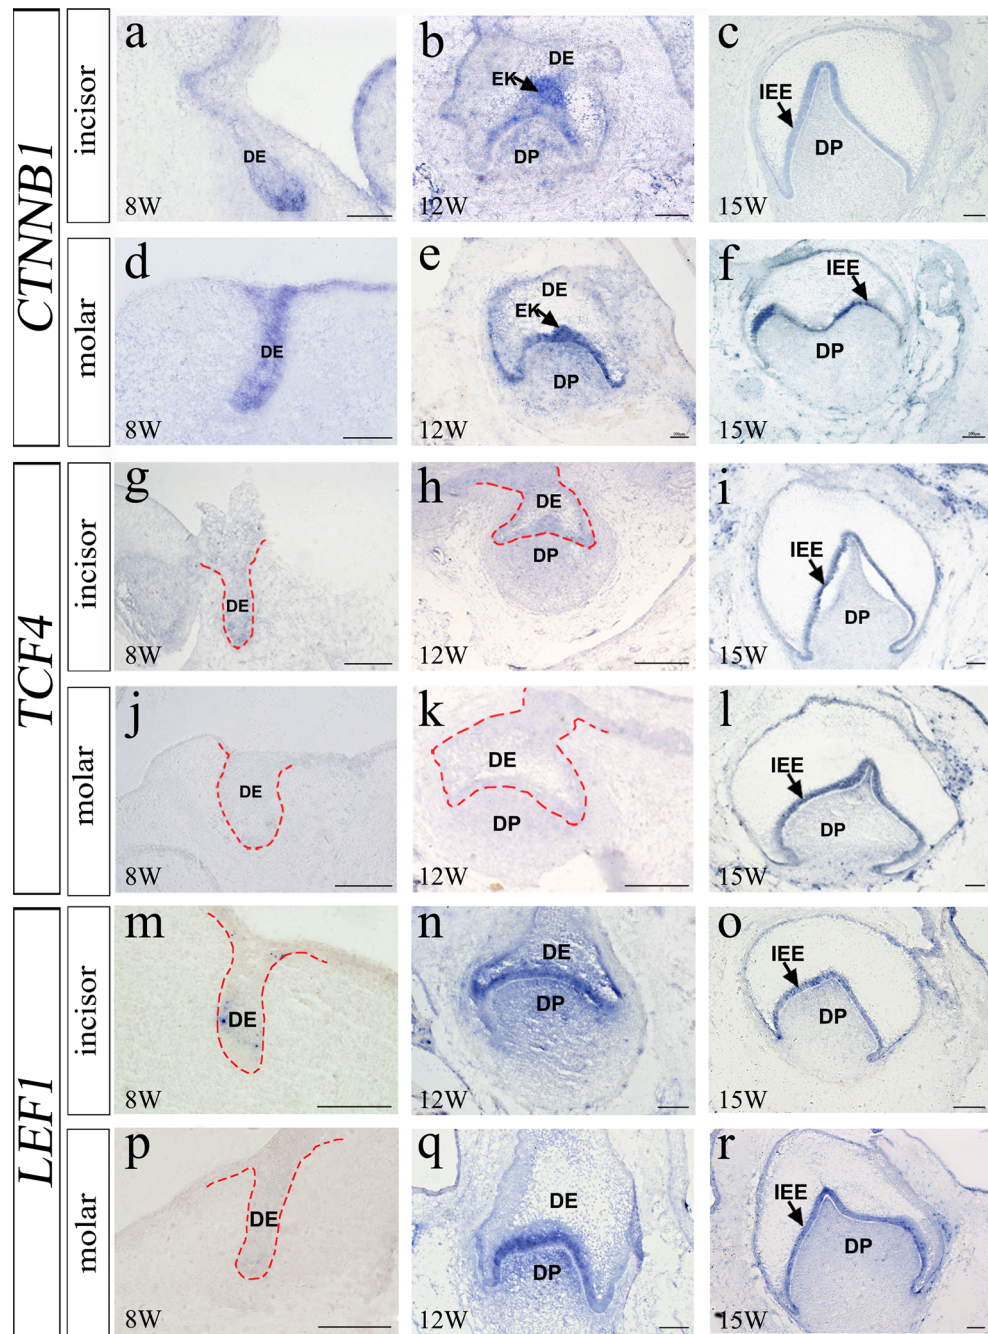 CTNNB1
incisor
a
DE
8W
b
DE
EK
DP
12W
c
IEE
DP
15W
molar
d
DE
8W
e
DE
EK
DP
12W
100μm
f
IEE
DP
15W
TCF4
incisor
g
DE
8W
h
DE
DP
12W
i
IEE
DP
15W
molar
j
DE
8W
k
DE
DP
12W
l
IEE
DP
15W
LEF1
incisor
m
DE
8W
n
DE
DP
12W
o
IEE
DP
15W
molar
p
DE
8W
q
DE
DP
12W
r
IEE
DP
15W